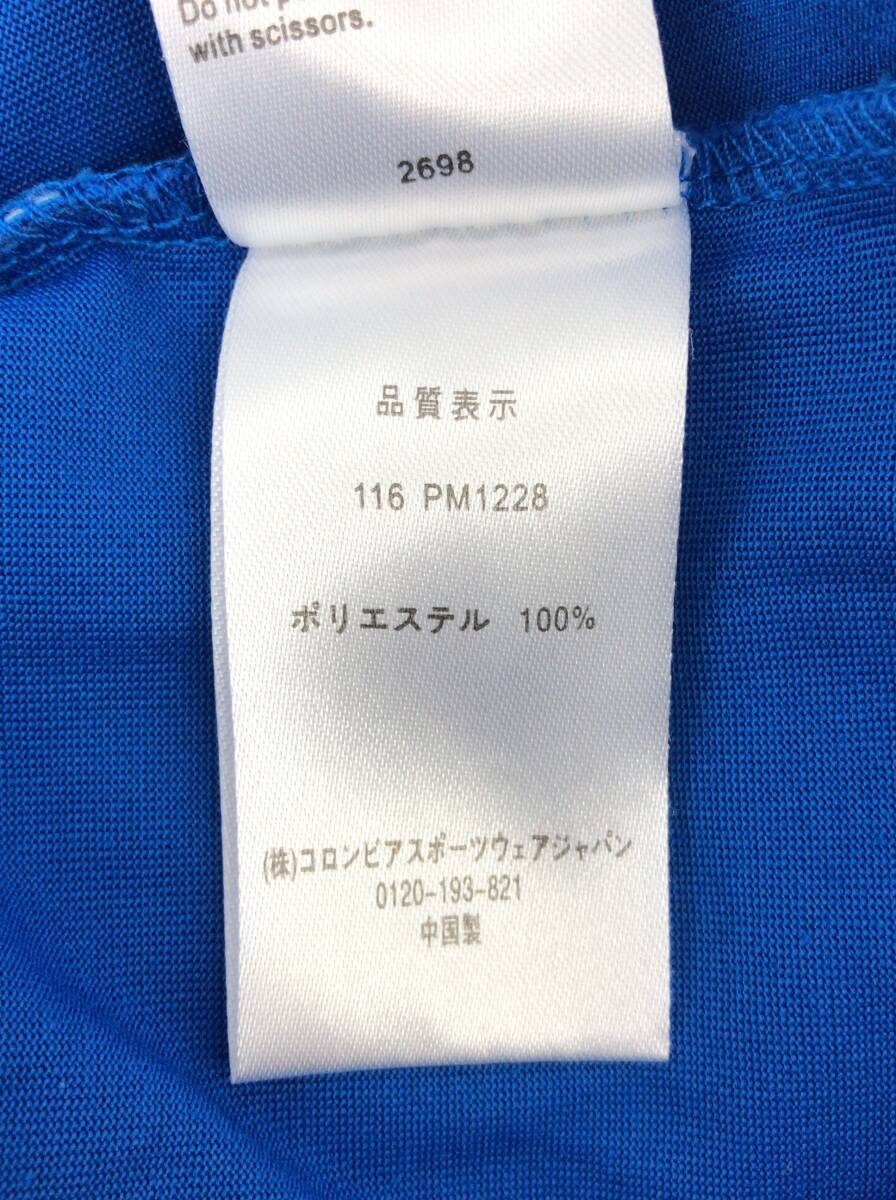 Do not
with scissors.
2698
品質表示
116 PM1228
ポリエステル 100%
(株)コロンビアスポーツウェアジャパン
0120-193-821
中国製